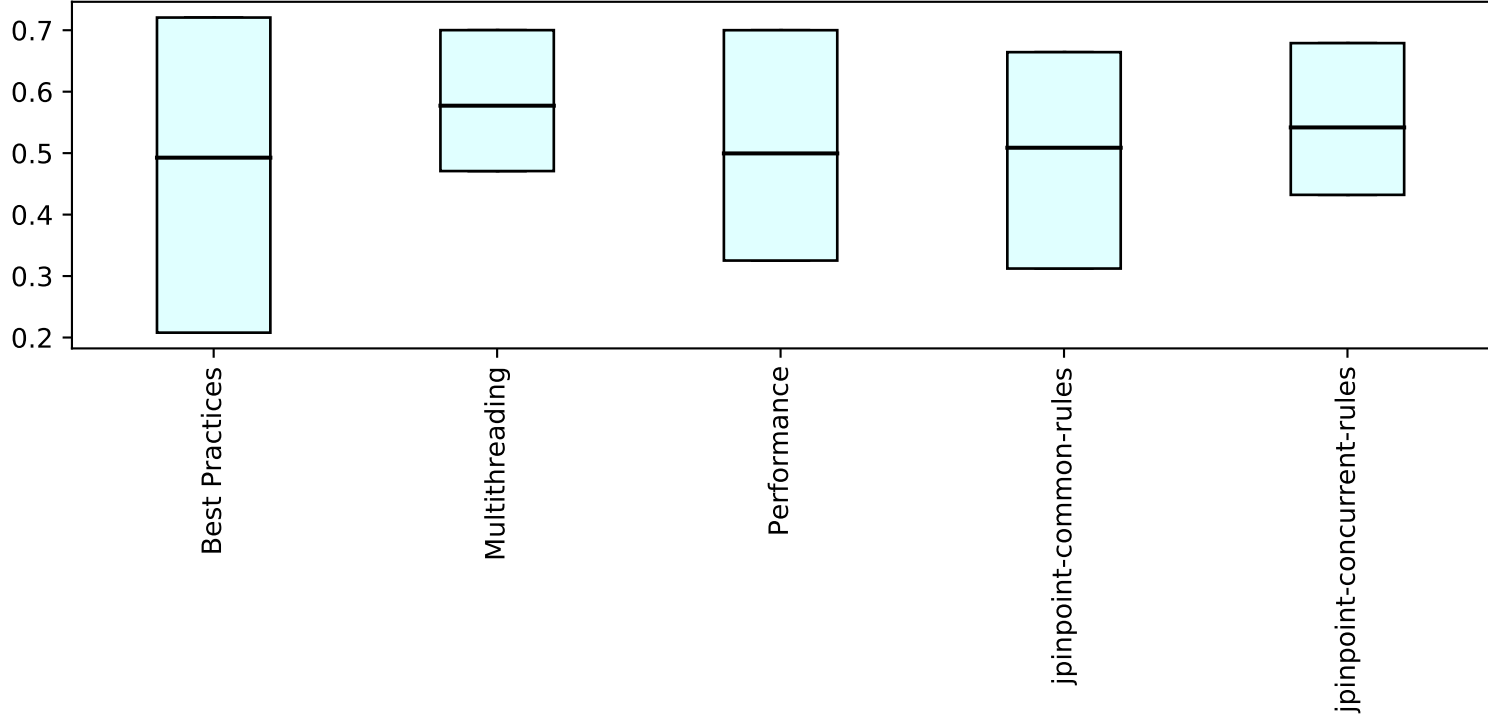 0.7
0.6
0.5
0.4
0.3
0.2
Best Practices
Multithreading
Performance
jpinpoint-common-rules
jpinpoint-concurrent-rules